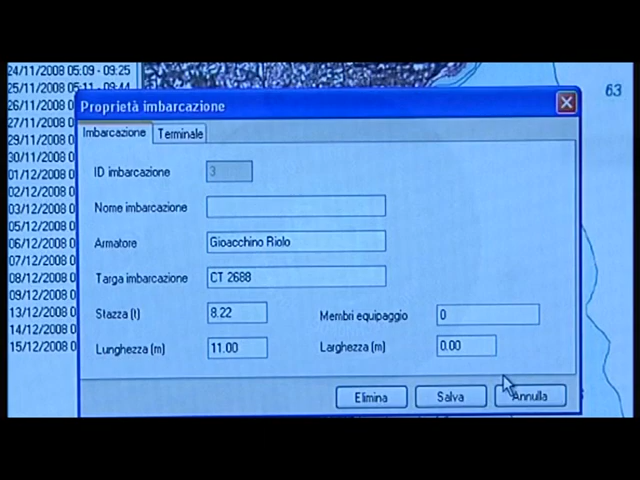 24/11/2008 05:09 - 09:25
25/11/2008 05:11 - 09:44
26/11/2008 0
27/11/2008 0
29/11/2008 0
30/11/2008 0
01/12/2008 0
02/12/2008 0
03/12/2008 0
05/12/2008 0
06/12/2008 0
07/12/2008 0
08/12/2008 0
09/12/2008 0
13/12/2008 0
14/12/2008 0
15/12/2008 0
63
Proprietà imbarcazione
Imbarcazione Terminale
ID imbarcazione 3
Nome imbarcazione
Armatore Gioacchino Riolo
Targa imbarcazione CT 2688
Stazza (t) 8.22 Membri equipaggio 0
Lunghezza (m) 11.00 Larghezza (m) 0.00
Elimina Salva Annulla